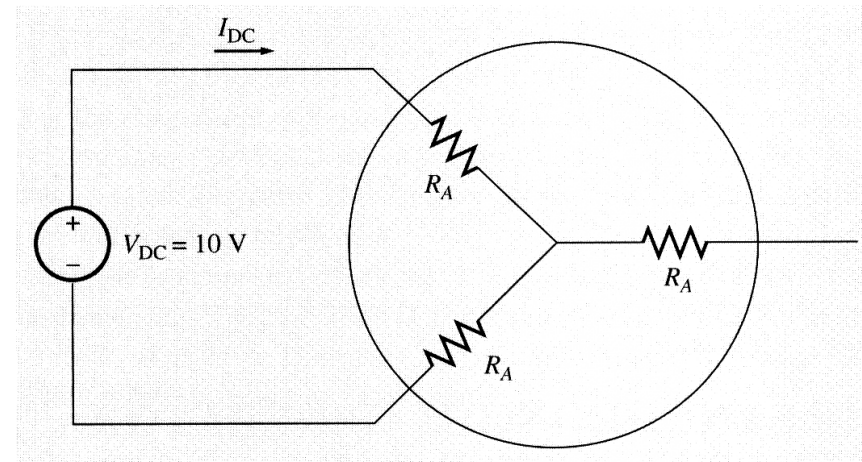 I_DC
R_A
+
V_DC = 10 V
–
R_A
R_A